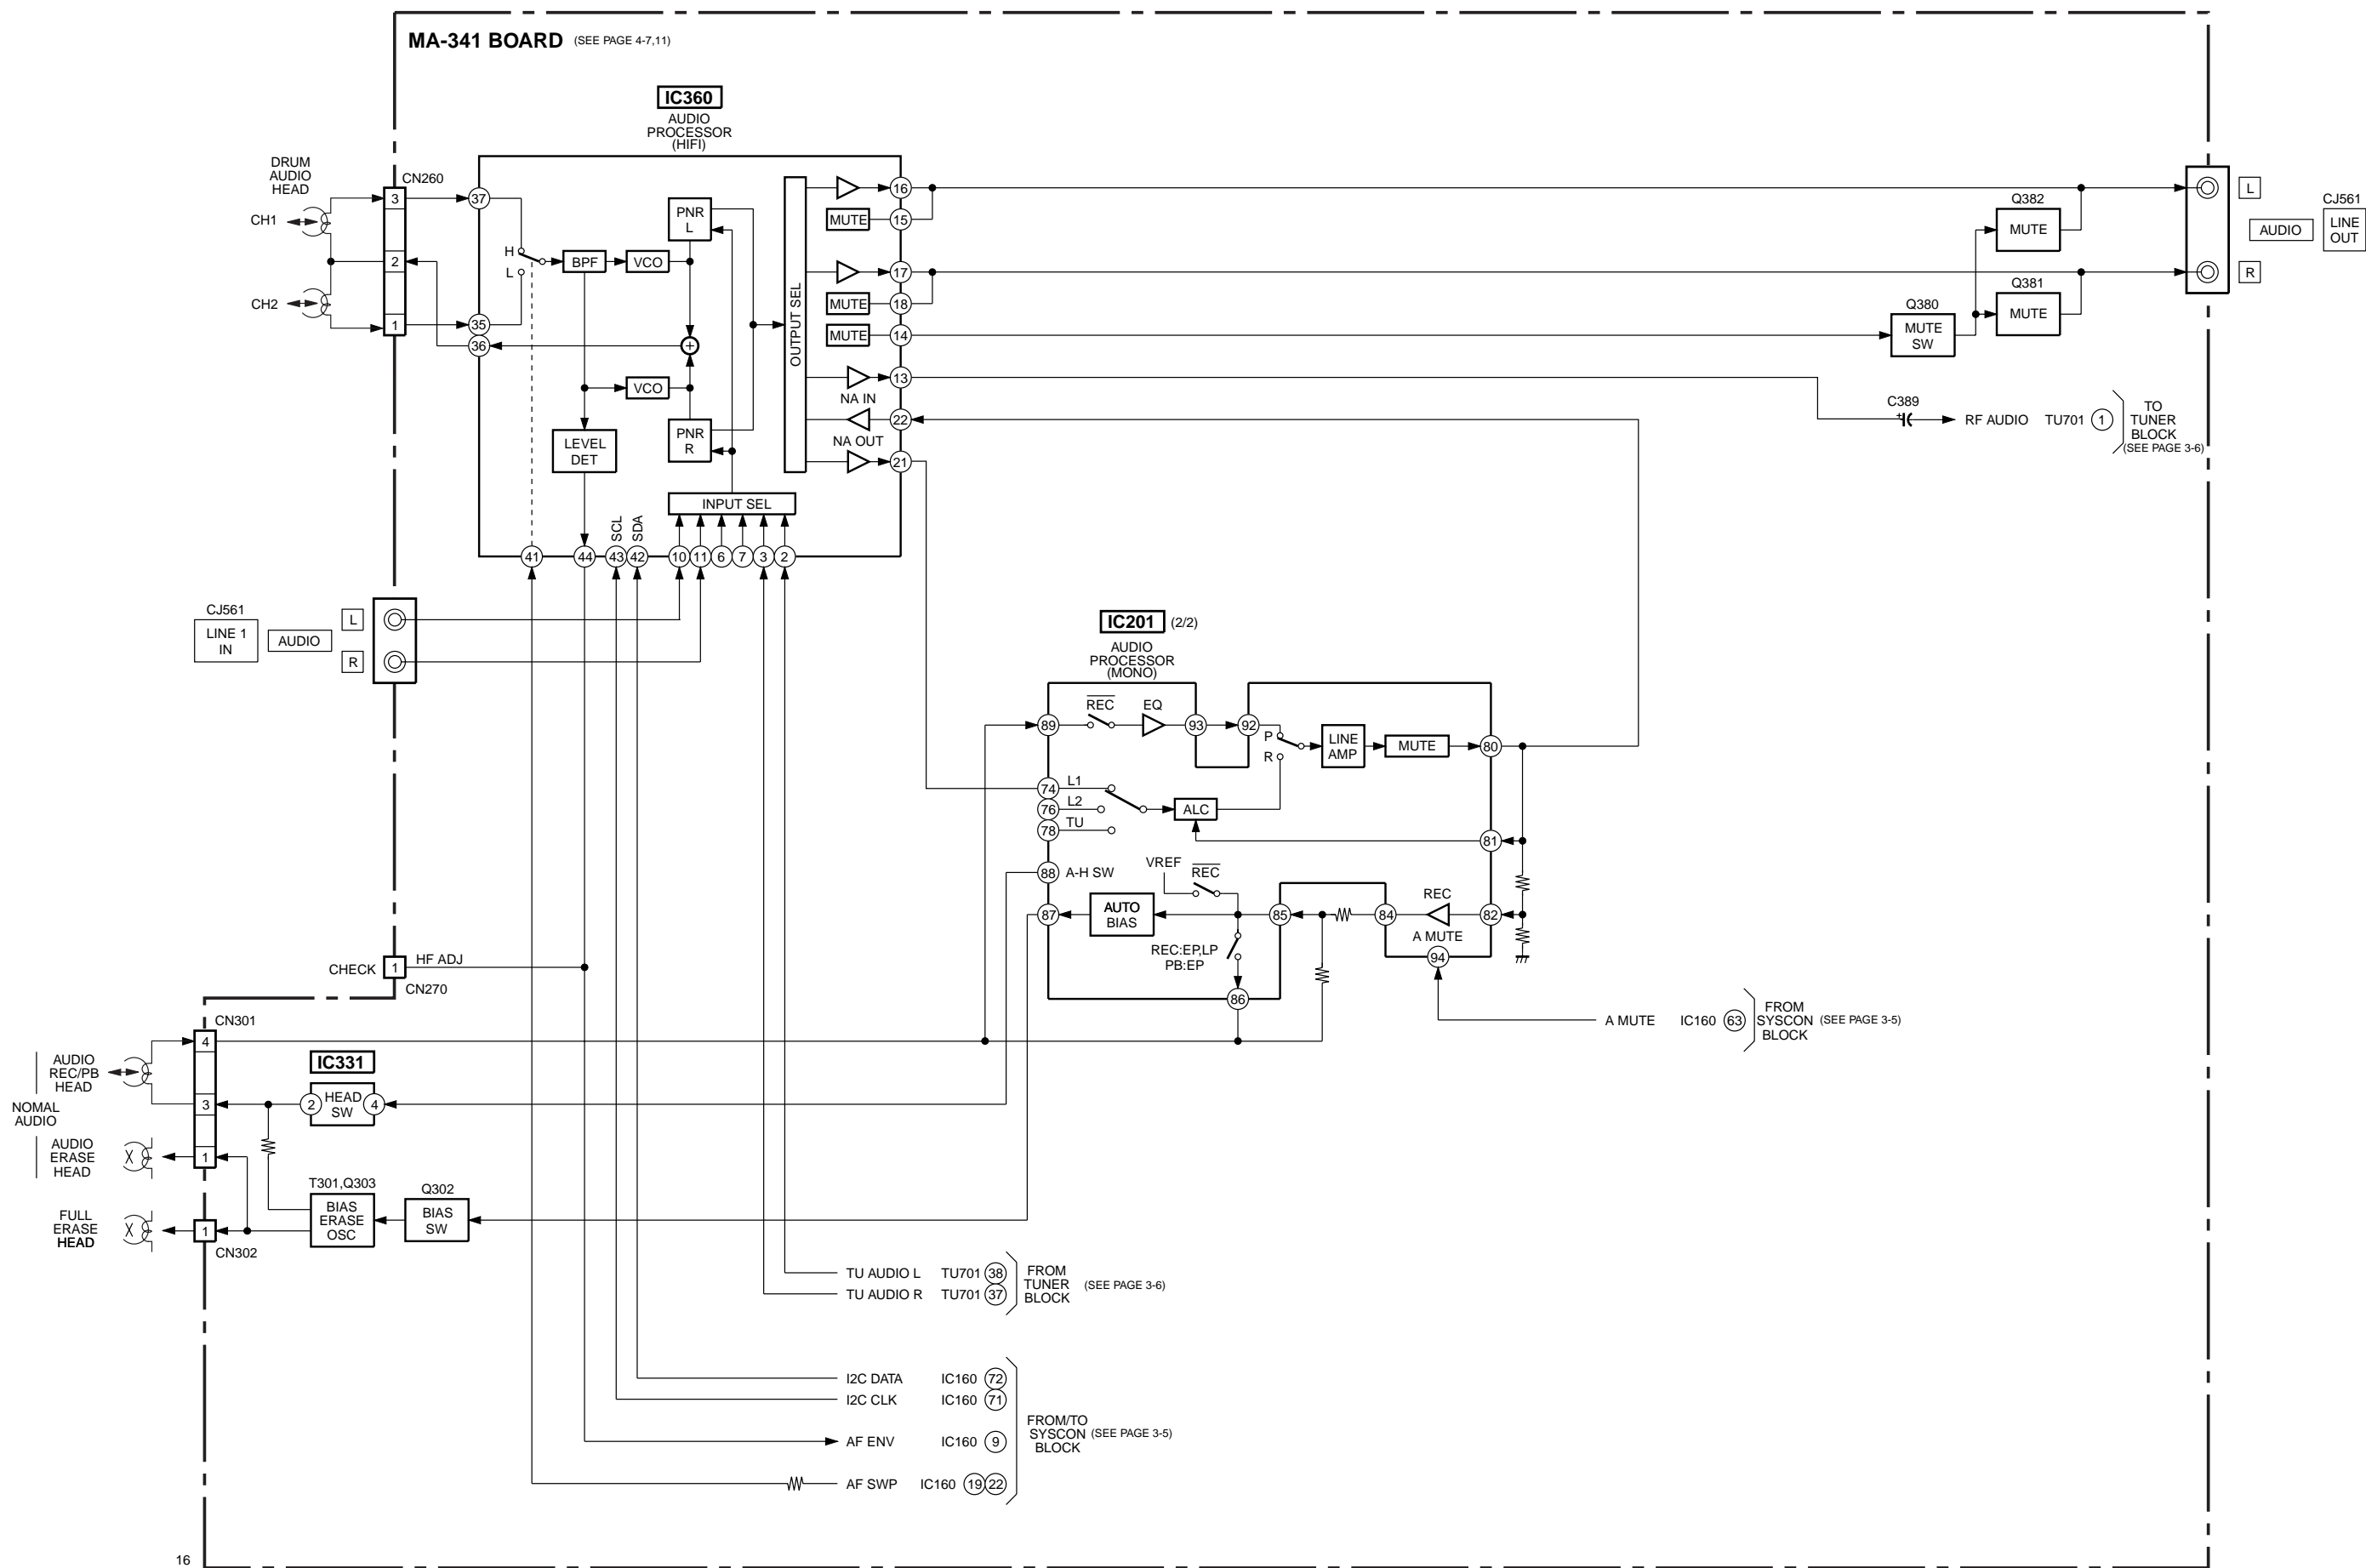 MA-341 BOARD (SEE PAGE 4-7,11)
IC360
AUDIO
PROCESSOR
(HIFI)
DRUM
AUDIO
HEAD
CH1
CH2
CN260
3
2
1
37
35
36
H
L
BPF
VCO
PNR
L
+
VCO
PNR
R
LEVEL
DET
OUTPUT SEL
INPUT SEL
MUTE
MUTE
MUTE
NA IN
NA OUT
16
15
17
18
14
13
22
21
SCL
SDA
41
44
43
42
10
11
6
7
3
2
Q382
MUTE
Q381
MUTE
Q380
MUTE
SW
L
R
AUDIO
CJ561
LINE
OUT
C389
+
RF AUDIO TU701 1
TO
TUNER
BLOCK
(SEE PAGE 3-6)
CJ561
LINE 1
IN
AUDIO
L
R
IC201 (2/2)
AUDIO
PROCESSOR
(MONO)
89
REC
EQ
93
92
P
R
LINE
AMP
MUTE
80
74 L1
76 L2
78 TU
ALC
81
88 A-H SW
VREF
REC
87
AUTO
BIAS
85
84
REC
82
A MUTE
94
REC:EP,LP
PB:EP
86
A MUTE IC160 63
FROM
SYSCON (SEE PAGE 3-5)
BLOCK
CHECK 1 HF ADJ
CN270
CN301
4
3
1
AUDIO
REC/PB
HEAD
NOMAL
AUDIO
AUDIO
ERASE
HEAD
FULL
ERASE
HEAD
1
CN302
IC331
2
HEAD
SW
4
T301,Q303
BIAS
ERASE
OSC
Q302
BIAS
SW
TU AUDIO L TU701 38
TU AUDIO R TU701 37
FROM
TUNER (SEE PAGE 3-6)
BLOCK
I2C DATA IC160 72
I2C CLK IC160 71
AF ENV IC160 9
AF SWP IC160 19 22
FROM/TO
SYSCON (SEE PAGE 3-5)
BLOCK
16